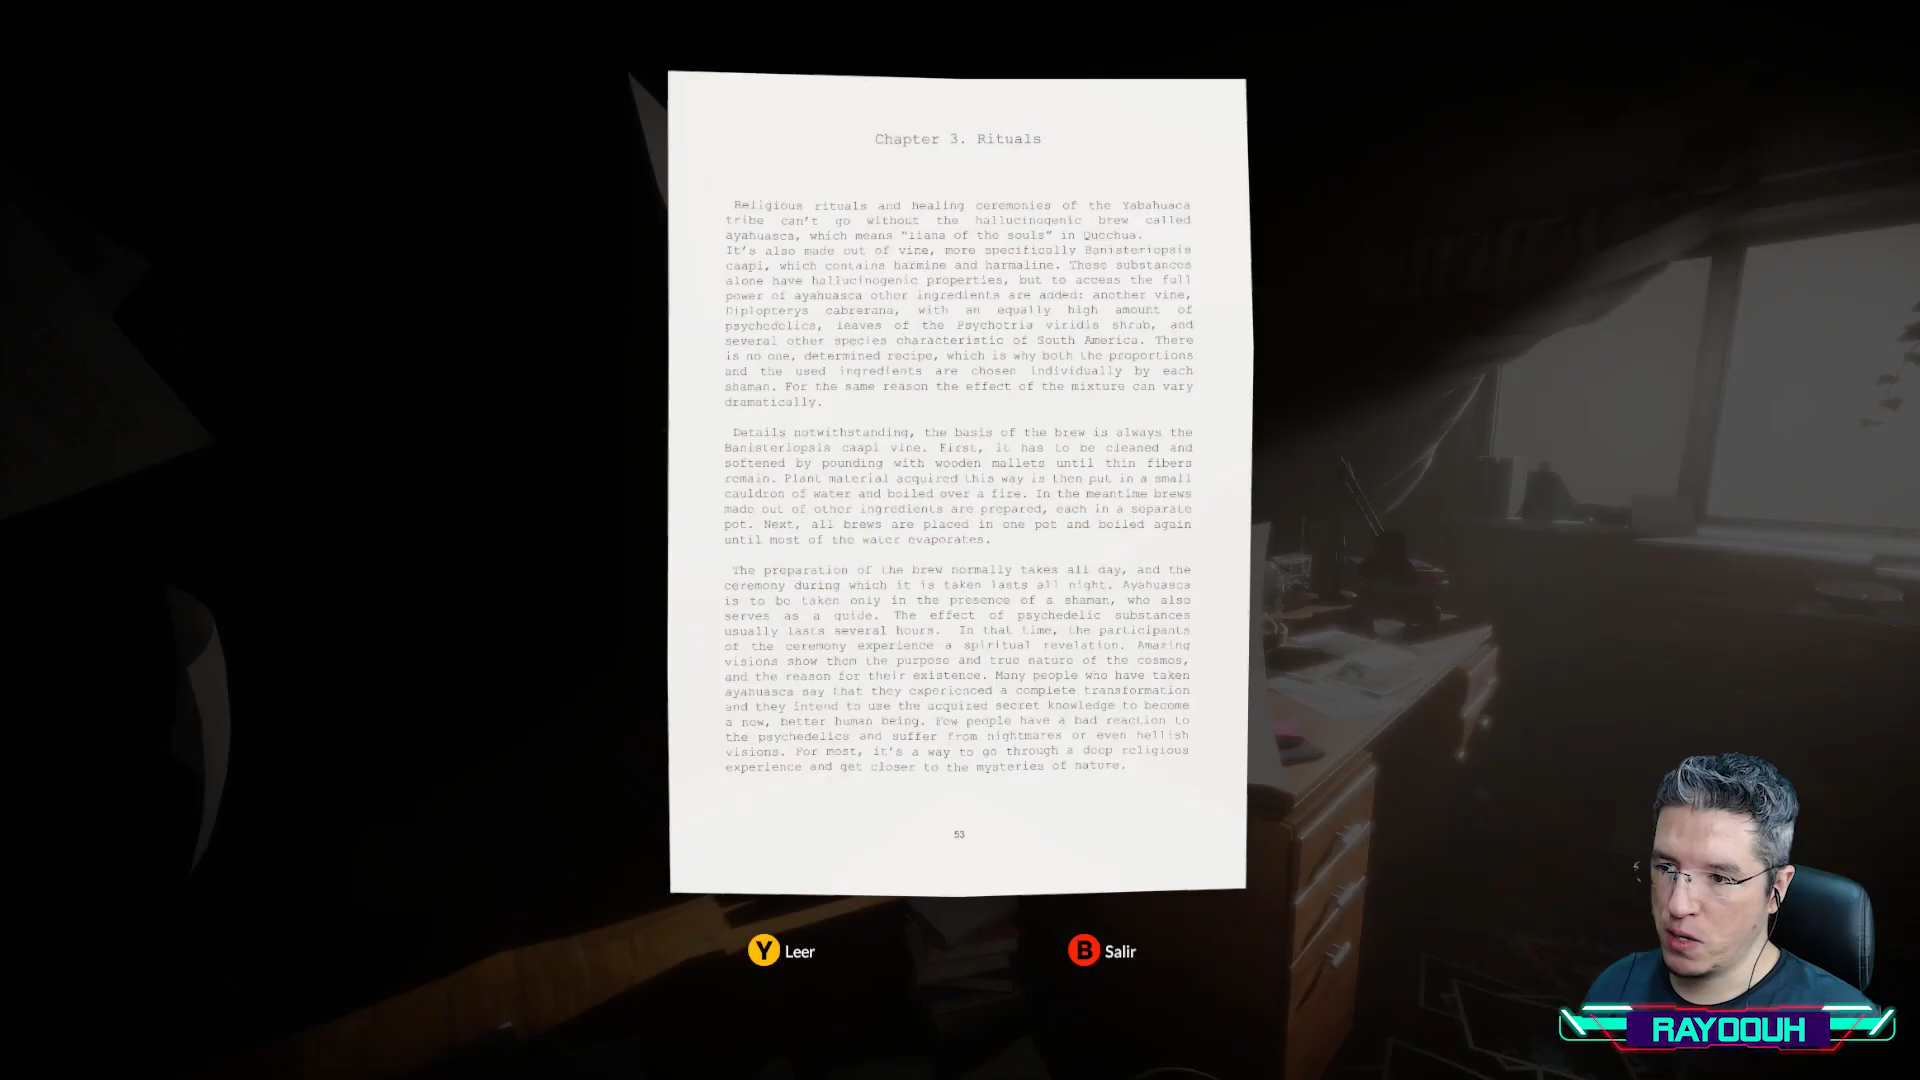 Chapter 3. Rituals
Religious rituals and healing ceremonies of the Yabahuaca
tribe can't go without the hallucinogenic brew called
ayahuasca, which means "liana of the souls" in Quechua.
It's also made out of vine, more specifically Banisteriopsis
caapi, which contains harmine and harmaline. These substances
alone have hallucinogenic properties, but to access the full
power of ayahuasca other ingredients are added: another vine,
Diplopterys cabrerana, with an equally high amount of
psychedelics, leaves of the Psychotria viridis shrub, and
several other species characteristic of South America. There
is no one, determined recipe, which is why both the proportions
and the used ingredients are chosen individually by each
shaman. For the same reason the effect of the mixture can vary
dramatically.
Details notwithstanding, the basis of the brew is always the
Banisteriopsis caapi vine. First, it has to be cleaned and
softened by pounding with wooden mallets until thin fibers
remain. Plant material acquired this way is then put in a small
cauldron of water and boiled over a fire. In the meantime brews
made out of other ingredients are prepared, each in a separate
pot. Next, all brews are placed in one pot and boiled again
until most of the water evaporates.
The preparation of the brew normally takes all day, and the
ceremony during which it is taken lasts all night. Ayahuasca
is to be taken only in the presence of a shaman, who also
serves as a guide. The effect of psychedelic substances
usually lasts several hours. In that time, the participants
of the ceremony experience a spiritual revelation. Amazing
visions show them the purpose and true nature of the cosmos,
and the reason for their existence. Many people who have taken
ayahuasca say that they experienced a complete transformation
and they intend to use the acquired secret knowledge to become
a new, better human being. Few people have a bad reaction to
the psychedelics and suffer from nightmares or even hellish
visions. For most, it's a way to go through a deep religious
experience and get closer to the mysteries of nature.
53
Y Leer
B Salir
RAYOOUH